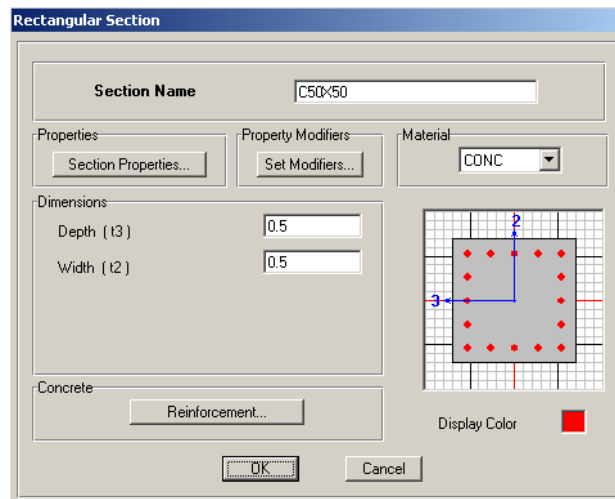 Rectangular Section
Section Name C50X50
Properties Property Modifiers Material
Section Properties... Set Modifiers... CONC
Dimensions
Depth ( t3 ) 0.5
Width ( t2 ) 0.5
2
3
Concrete
Reinforcement...
Display Color
OK Cancel